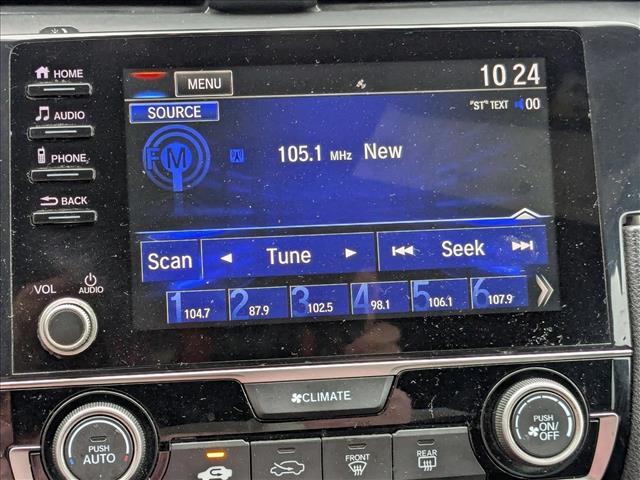 HOME
MENU
10 24
AUDIO
SOURCE
"ST" TEXT 00
PHONE
FM
105.1 MHz New
BACK
Scan Tune Seek
VOL AUDIO
1 104.7 2 87.9 3 102.5 4 98.1 5 106.1 6 107.9
CLIMATE
PUSH
AUTO
PUSH
ON/
OFF
FRONT REAR